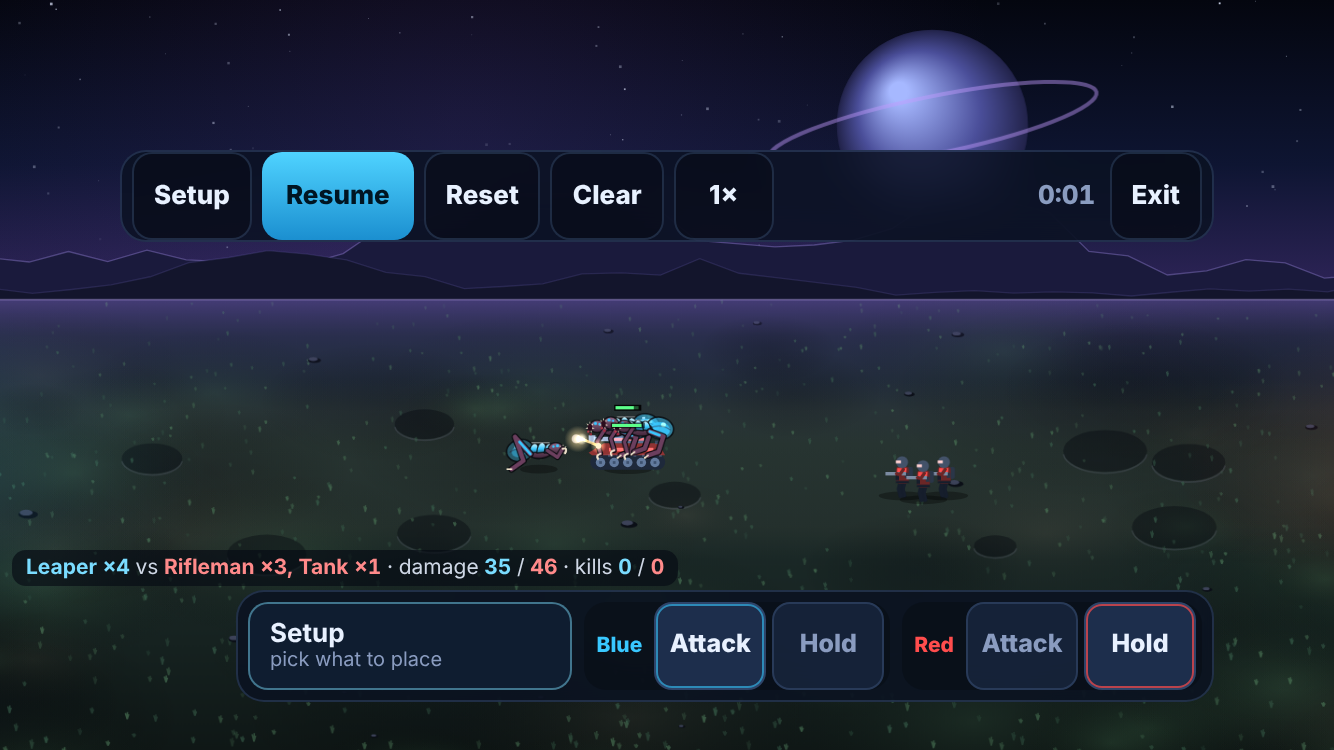 Setup Resume Reset Clear 1× 0:01 Exit
Leaper ×4 vs Rifleman ×3, Tank ×1 · damage 35 / 46 · kills 0 / 0
Setup
pick what to place
Blue Attack Hold Red Attack Hold